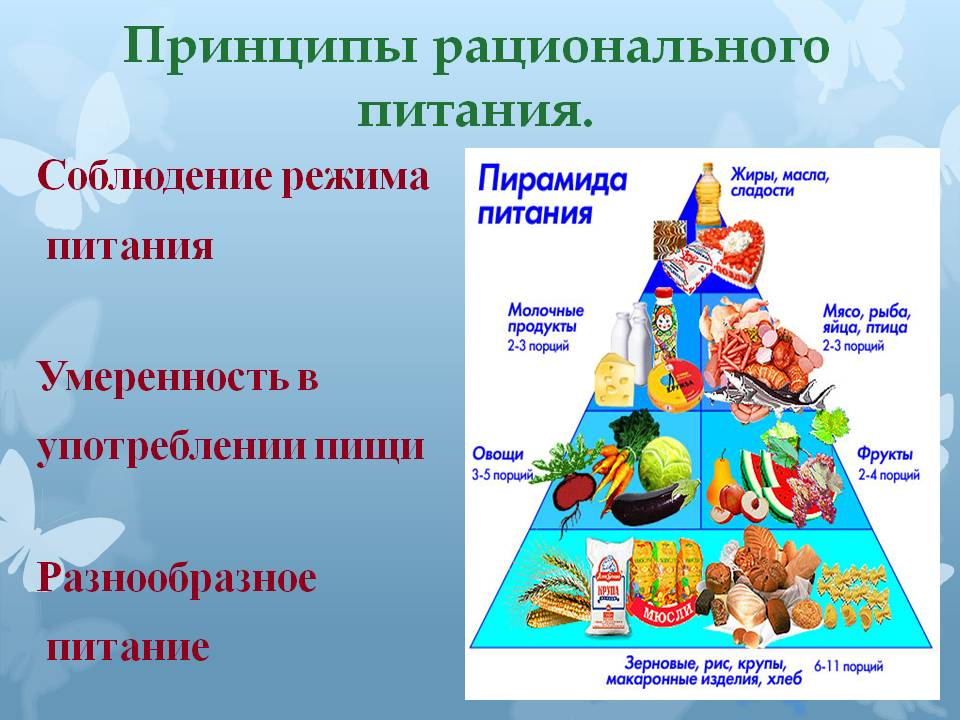 Принципы рационального
питания.
Соблюдение режима
питания
Умеренность в
употреблении пищи
Разнообразное
питание
Пирамида
питания
Жиры, масла,
сладости
Молочные
продукты
2-3 порций
Мясо, рыба,
яйца, птица
2-3 порций
Овощи
3-5 порций
Фрукты
2-4 порций
КРУПА
МЮСЛИ
Зерновые, рис, крупы,
макаронные изделия, хлеб
6-11 порций